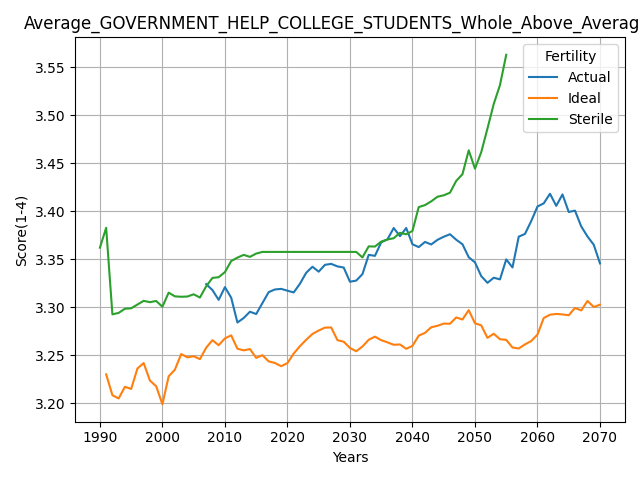 Average_GOVERNMENT_HELP_COLLEGE_STUDENTS_Whole_Above_Averag
Fertility
Actual
Ideal
Sterile
3.55
3.50
3.45
3.40
3.35
3.30
3.25
3.20
Score(1-4)
1990 2000 2010 2020 2030 2040 2050 2060 2070
Years